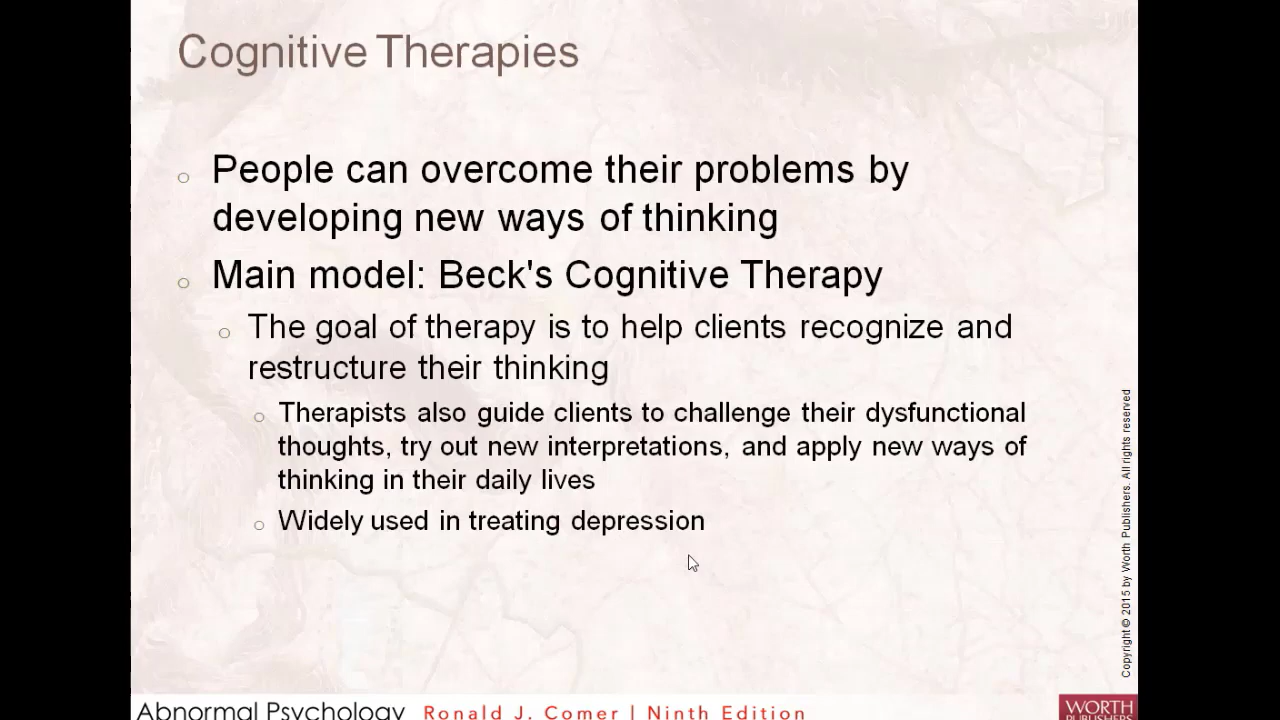 Cognitive Therapies
People can overcome their problems by
developing new ways of thinking
Main model: Beck's Cognitive Therapy
The goal of therapy is to help clients recognize and
restructure their thinking
Therapists also guide clients to challenge their dysfunctional
thoughts, try out new interpretations, and apply new ways of
thinking in their daily lives
Widely used in treating depression
Copyright © 2015 by Worth Publishers. All rights reserved
Abnormal Psychology Ronald J. Comer | Ninth Edition
WORTH
PUBLISHERS